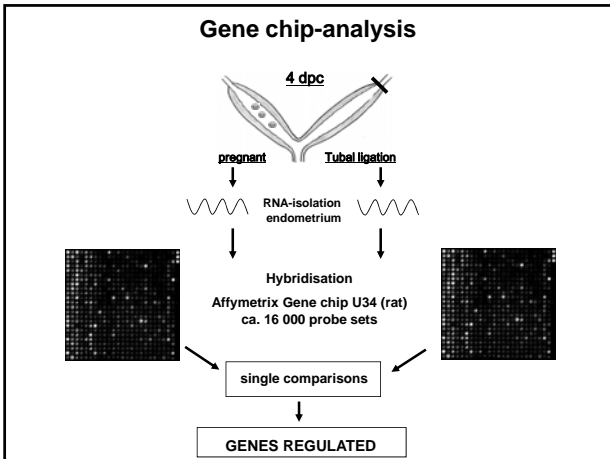 Gene chip-analysis
4 dpc
pregnant
Tubal ligation
RNA-isolation
endometrium
Hybridisation
Affymetrix Gene chip U34 (rat)
ca. 16 000 probe sets
single comparisons
GENES REGULATED